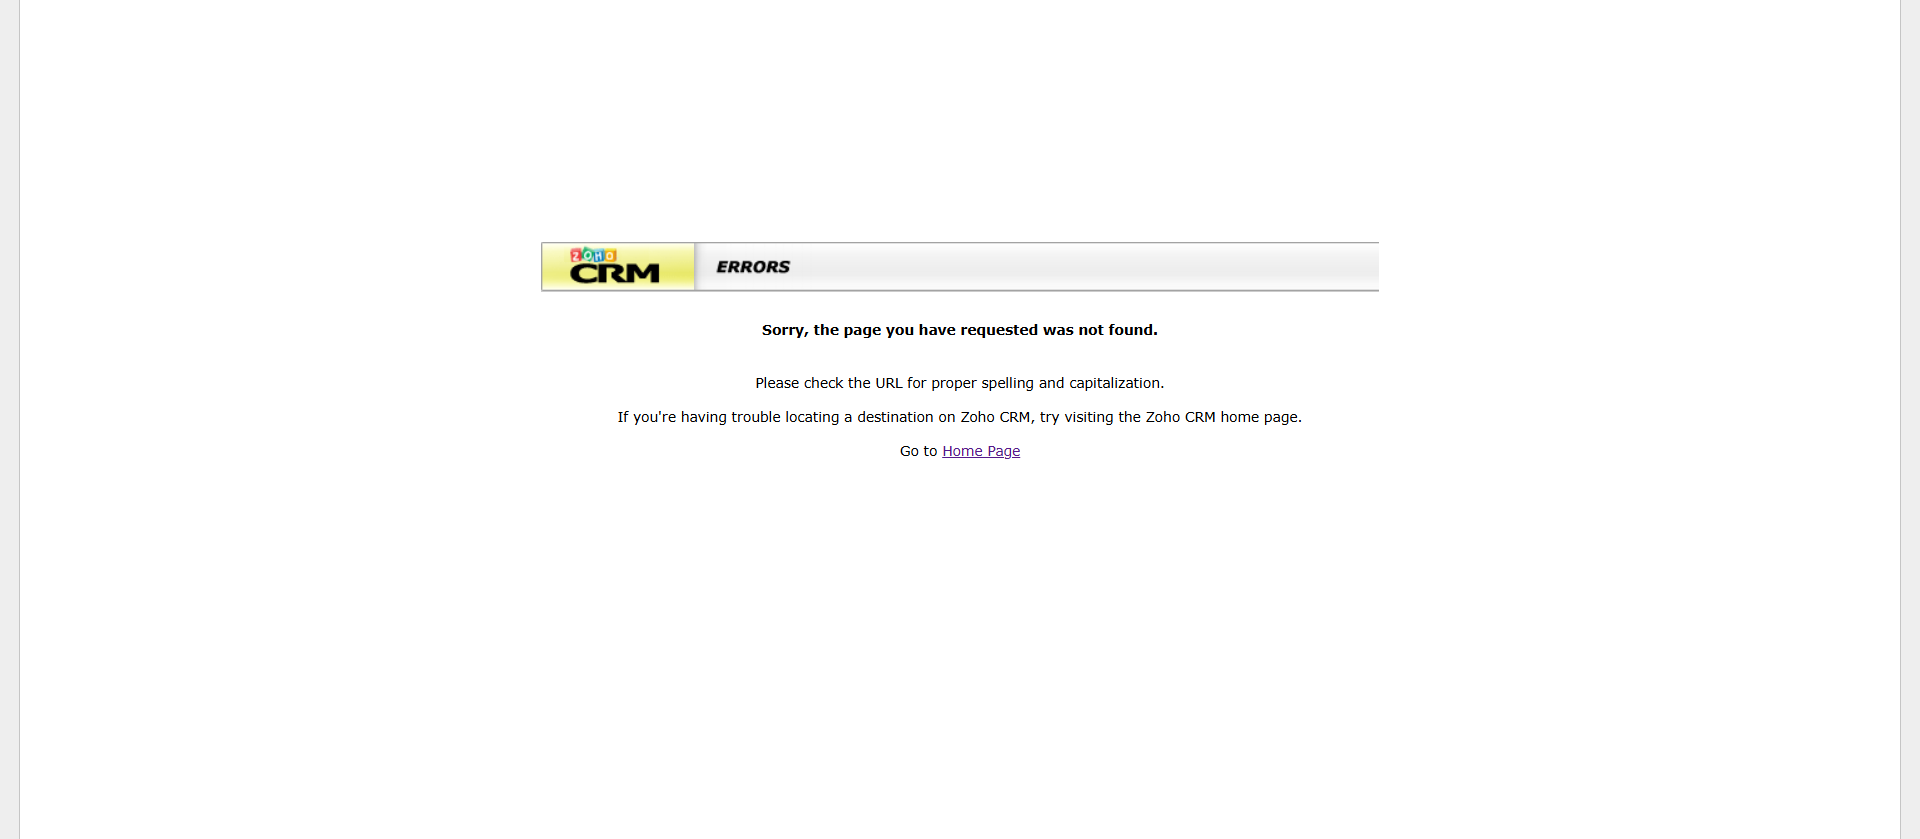 ZOHO
CRM
ERRORS
Sorry, the page you have requested was not found.
Please check the URL for proper spelling and capitalization.
If you're having trouble locating a destination on Zoho CRM, try visiting the Zoho CRM home page.
Go to Home Page